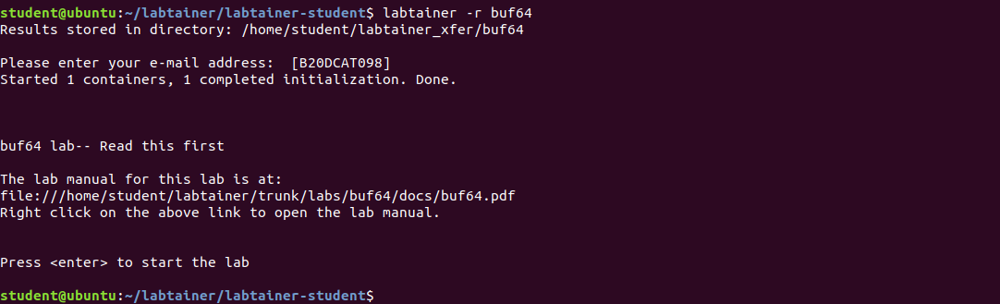 student@ubuntu:~/labtainer/labtainer-student$ labtainer -r buf64
Results stored in directory: /home/student/labtainer_xfer/buf64
Please enter your e-mail address:  [B20DCAT098]
Started 1 containers, 1 completed initialization. Done.
buf64 lab-- Read this first
The lab manual for this lab is at:
file:///home/student/labtainer/trunk/labs/buf64/docs/buf64.pdf
Right click on the above link to open the lab manual.
Press <enter> to start the lab
student@ubuntu:~/labtainer/labtainer-student$